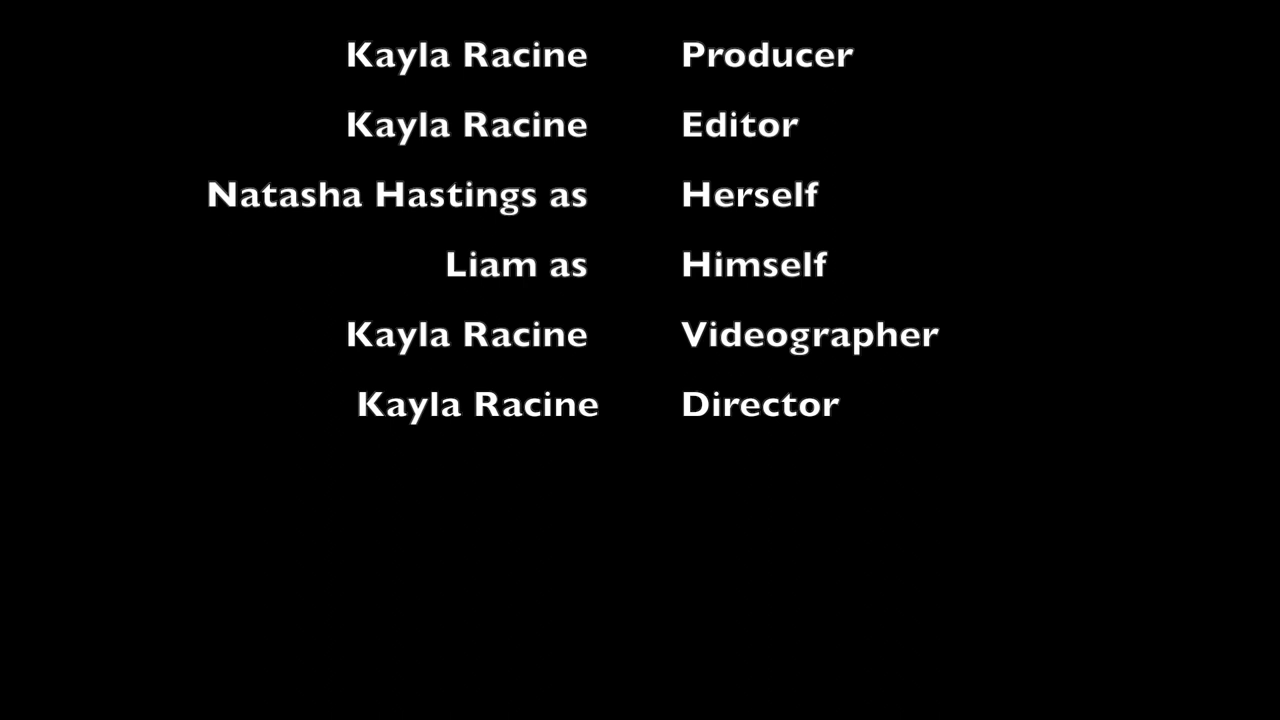 Kayla Racine Producer
Kayla Racine Editor
Natasha Hastings as Herself
Liam as Himself
Kayla Racine Videographer
Kayla Racine Director